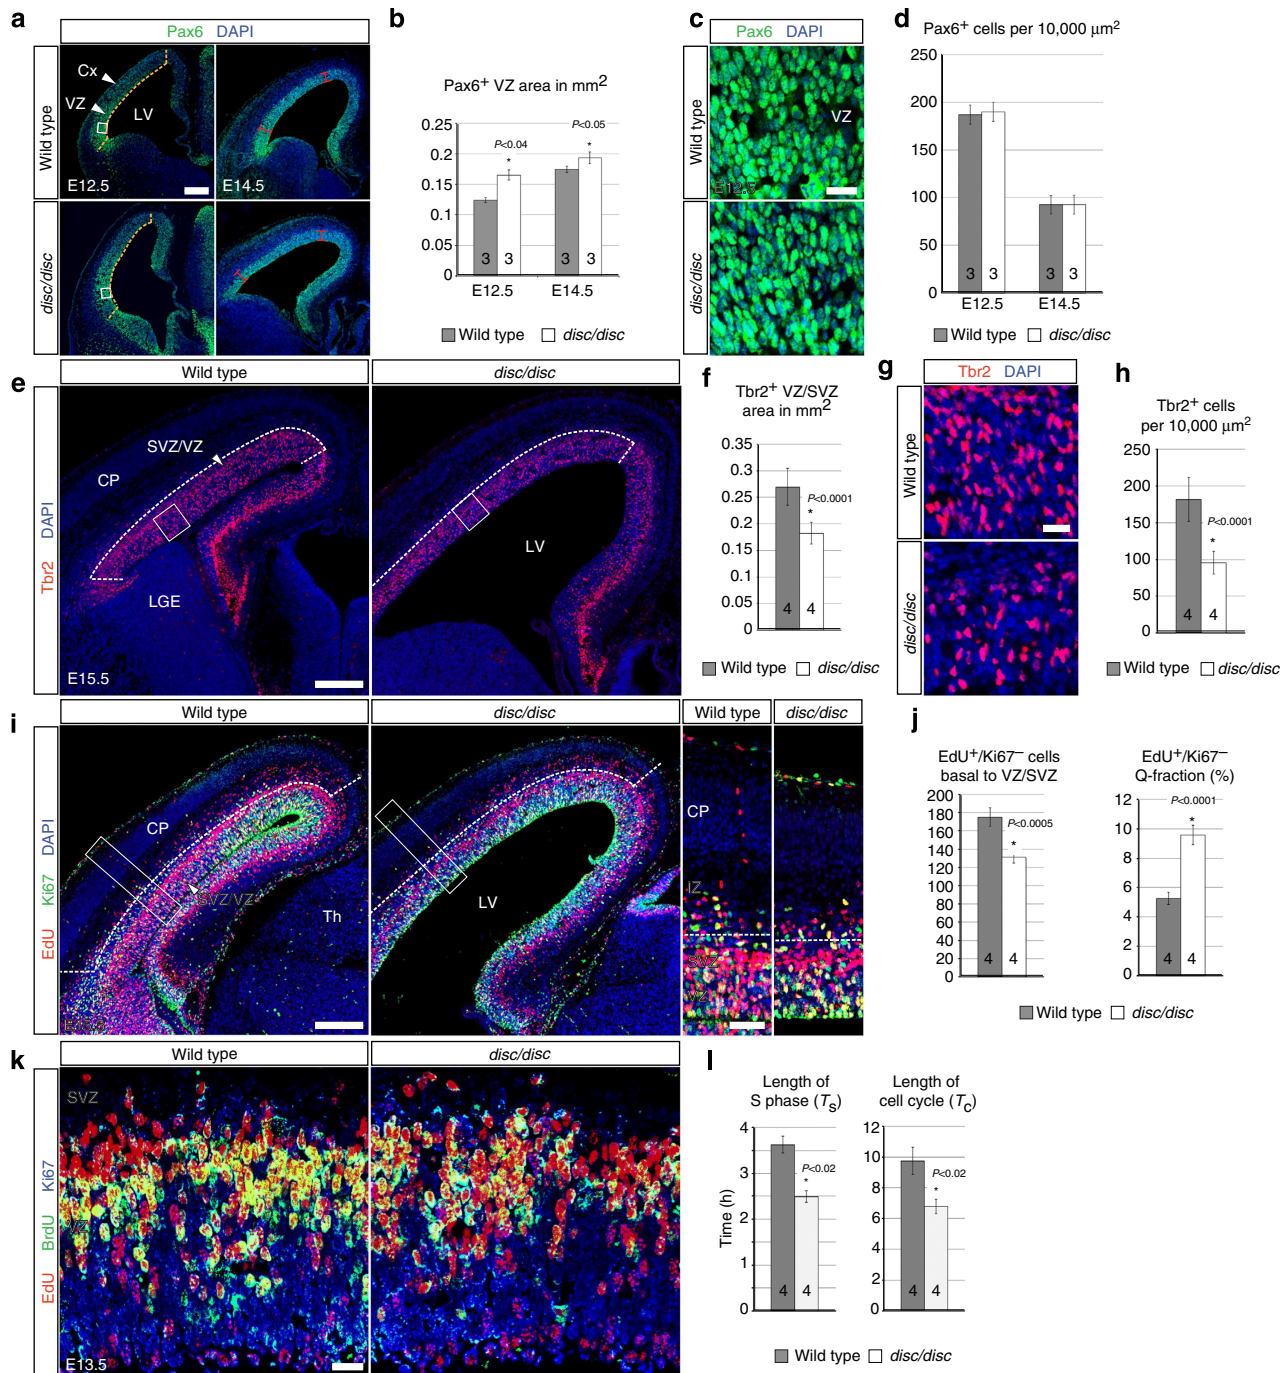 a
Pax6 DAPI
Wild type
disc/disc
Cx
VZ
LV
E12.5
E14.5
b
Pax6+ VZ area in mm2
0.25
0.2
0.15
0.1
0.05
0
P<0.04
*
P<0.05
*
3 3 3 3
E12.5 E14.5
Wild type disc/disc
c
Pax6 DAPI
Wild type
disc/disc
VZ
E12.5
d
Pax6+ cells per 10,000 µm2
250
200
150
100
50
0
3 3 3 3
E12.5 E14.5
Wild type disc/disc
e
Wild type
disc/disc
Tbr2 DAPI
SVZ/VZ
CP
LGE
E15.5
LV
f
Tbr2+ VZ/SVZ
area in mm2
0.35
0.3
0.25
0.2
0.15
0.1
0.05
0
P<0.0001
*
4 4
Wild type disc/disc
g
Tbr2 DAPI
Wild type
disc/disc
h
Tbr2+ cells
per 10,000 µm2
250
200
150
100
50
0
P<0.0001
*
4 4
Wild type disc/disc
i
Wild type
disc/disc
Wild type
disc/disc
EdU Ki67 DAPI
CP
SVZ/VZ
Th
LV
CP
IZ
SVZ
VZ
j
EdU+/Ki67− cells
basal to VZ/SVZ
200
180
160
140
120
100
80
60
40
20
0
P<0.0005
*
4 4
EdU+/Ki67−
Q-fraction (%)
12
10
8
6
4
2
0
P<0.0001
*
4 4
Wild type disc/disc
k
Wild type
disc/disc
EdU BrdU Ki67
SVZ
VZ
E13.5
l
Length of
S phase (TS)
Time (h)
4
3
2
1
0
P<0.02
*
4 4
Length of
cell cycle (TC)
12
10
8
6
4
2
0
P<0.02
*
4 4
Wild type disc/disc